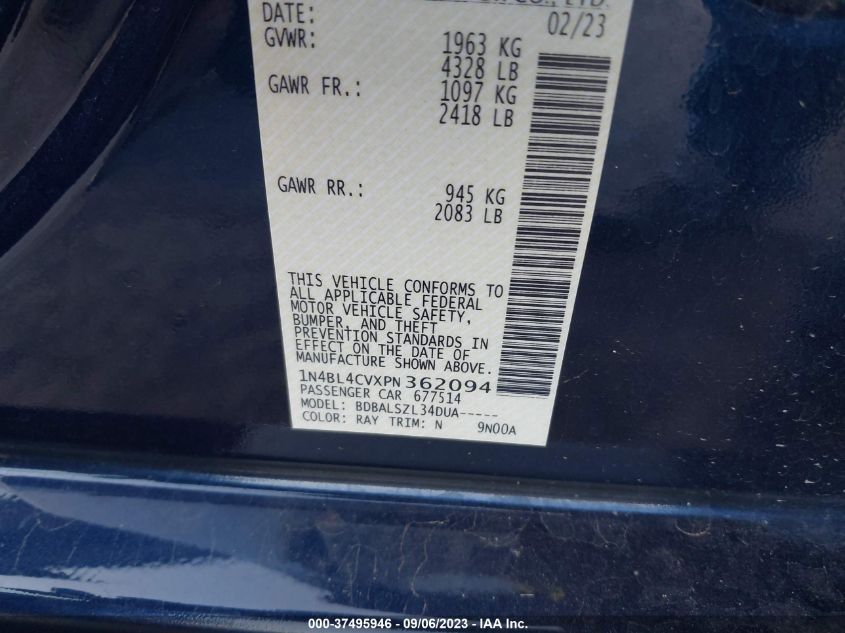 CO., LTD.
DATE: 02/23
GVWR: 1963 KG
4328 LB
GAWR FR.: 1097 KG
2418 LB
GAWR RR.: 945 KG
2083 LB
THIS VEHICLE CONFORMS TO
ALL APPLICABLE FEDERAL
MOTOR VEHICLE SAFETY,
BUMPER, AND THEFT
PREVENTION STANDARDS IN
EFFECT ON THE DATE OF
MANUFACTURE SHOWN ABOVE.
1N4BL4CVXPN362094
PASSENGER CAR 677514
MODEL: BDBALSZL34DUA-----
COLOR: RAY TRIM: N 9N00A
000-37495946 - 09/06/2023 - IAA Inc.